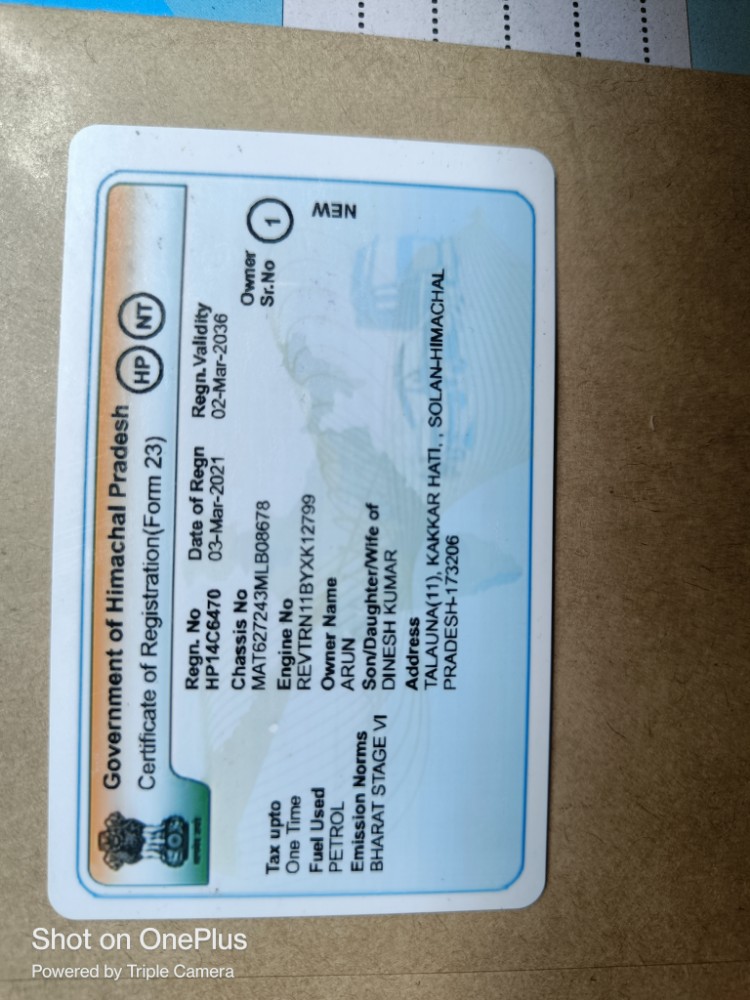 Government of Himachal Pradesh
Certificate of Registration(Form 23)
HP NT
Regn. No Date of Regn Regn.Validity
HP14C6470 03-Mar-2021 02-Mar-2036
Chassis No
MAT627243MLB08678
Owner
Sr.No 1
Engine No
REVTRN11BYXK12799
NEW
Owner Name
ARUN
Son/Daughter/Wife of
DINESH KUMAR
Address
TALAUNA(11), KAKKAR HATI, , SOLAN-HIMACHAL
PRADESH-173206
Tax upto
One Time
Fuel Used
PETROL
Emission Norms
BHARAT STAGE VI
Shot on OnePlus
Powered by Triple Camera